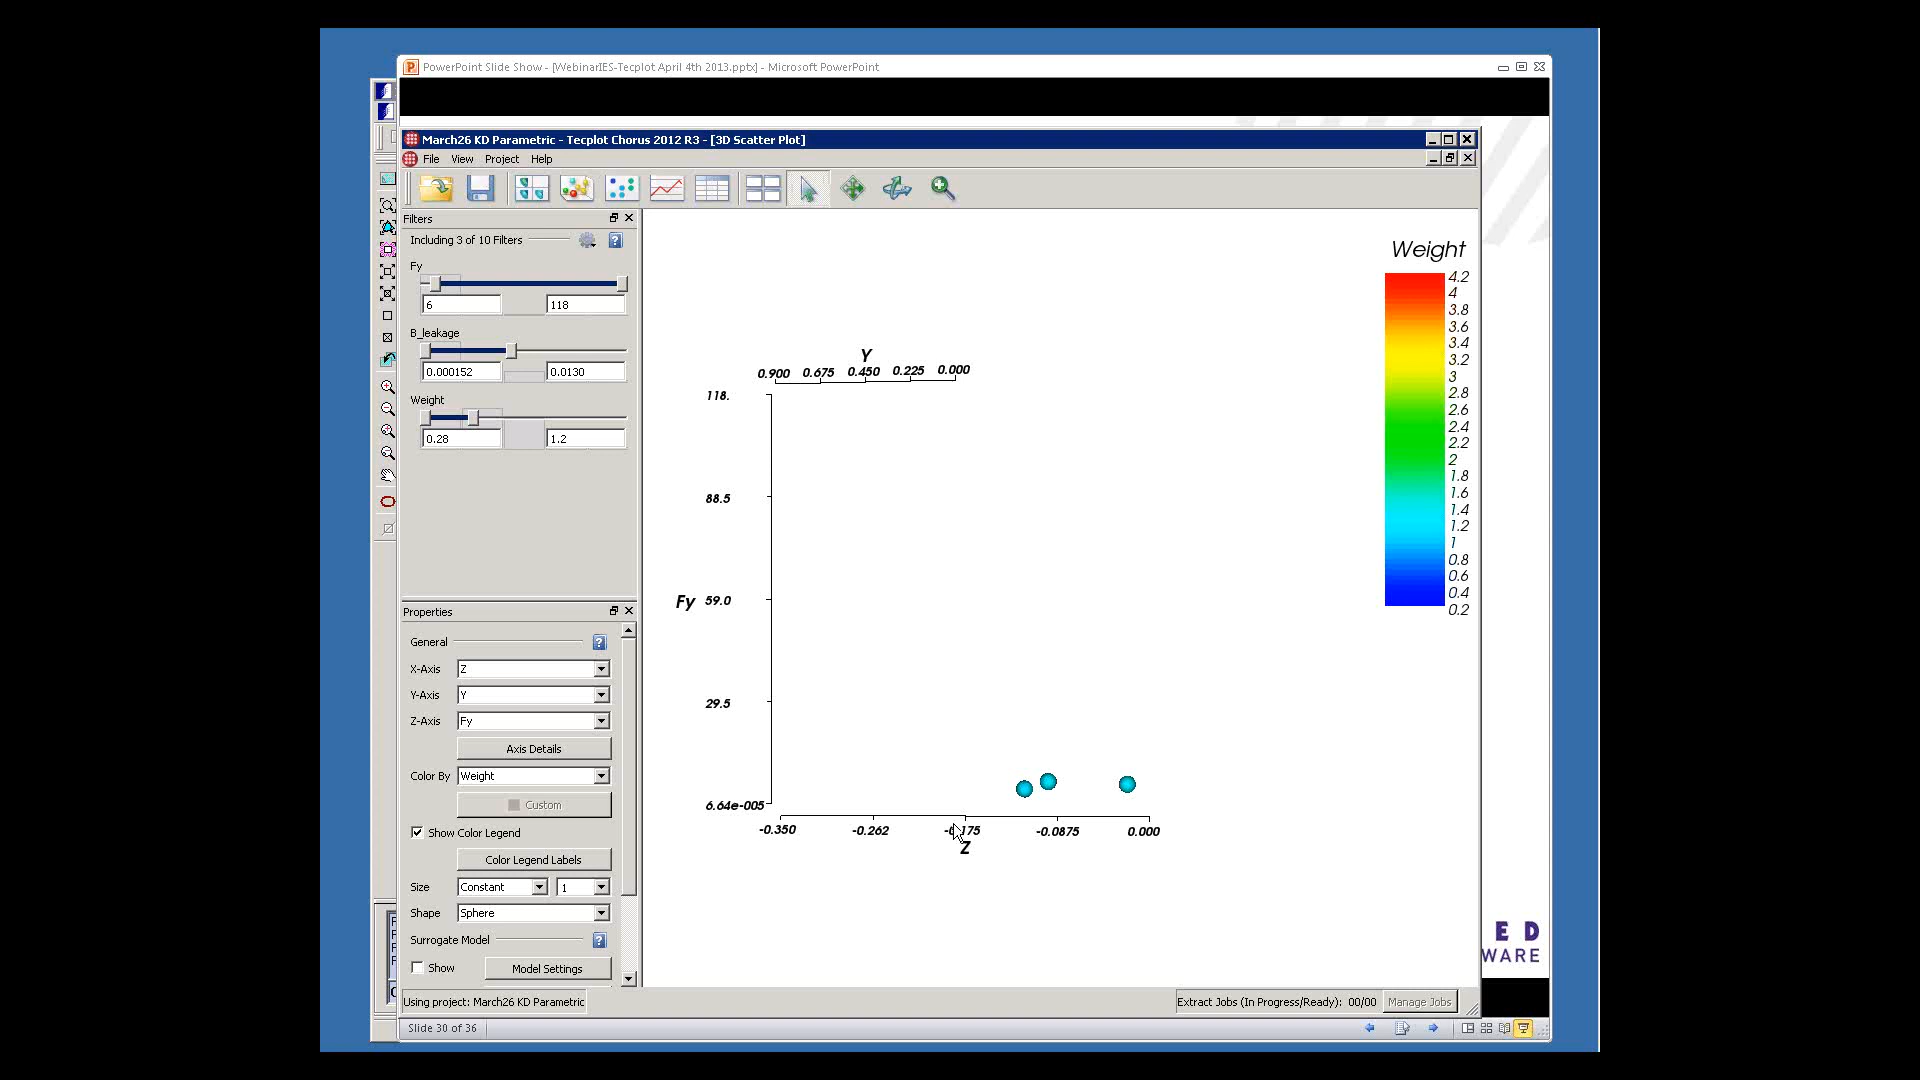 PowerPoint Slide Show - [WebinarIES-Tecplot April 4th 2013.pptx] - Microsoft PowerPoint
March26 KD Parametric - Tecplot Chorus 2012 R3 - [3D Scatter Plot]
File View Project Help
Filters
Including 3 of 10 Filters
Fy
6 118
B_leakage
0.000152 0.0130
Weight
0.28 1.2
Properties
General
X-Axis Z
Y-Axis Y
Z-Axis Fy
Axis Details
Color By Weight
Custom
Show Color Legend
Color Legend Labels
Size Constant 1
Shape Sphere
Surrogate Model
Show Model Settings
Y
0.900 0.675 0.450 0.225 0.000
118.
88.5
Fy 59.0
29.5
6.64e-005
-0.350 -0.262 -0.175 -0.0875 0.000
Z
Weight
4.2
4
3.8
3.6
3.4
3.2
3
2.8
2.6
2.4
2.2
2
1.8
1.6
1.4
1.2
1
0.8
0.6
0.4
0.2
E D
WARE
Using project: March26 KD Parametric
Extract Jobs (In Progress/Ready): 00/00 Manage Jobs
Slide 30 of 36